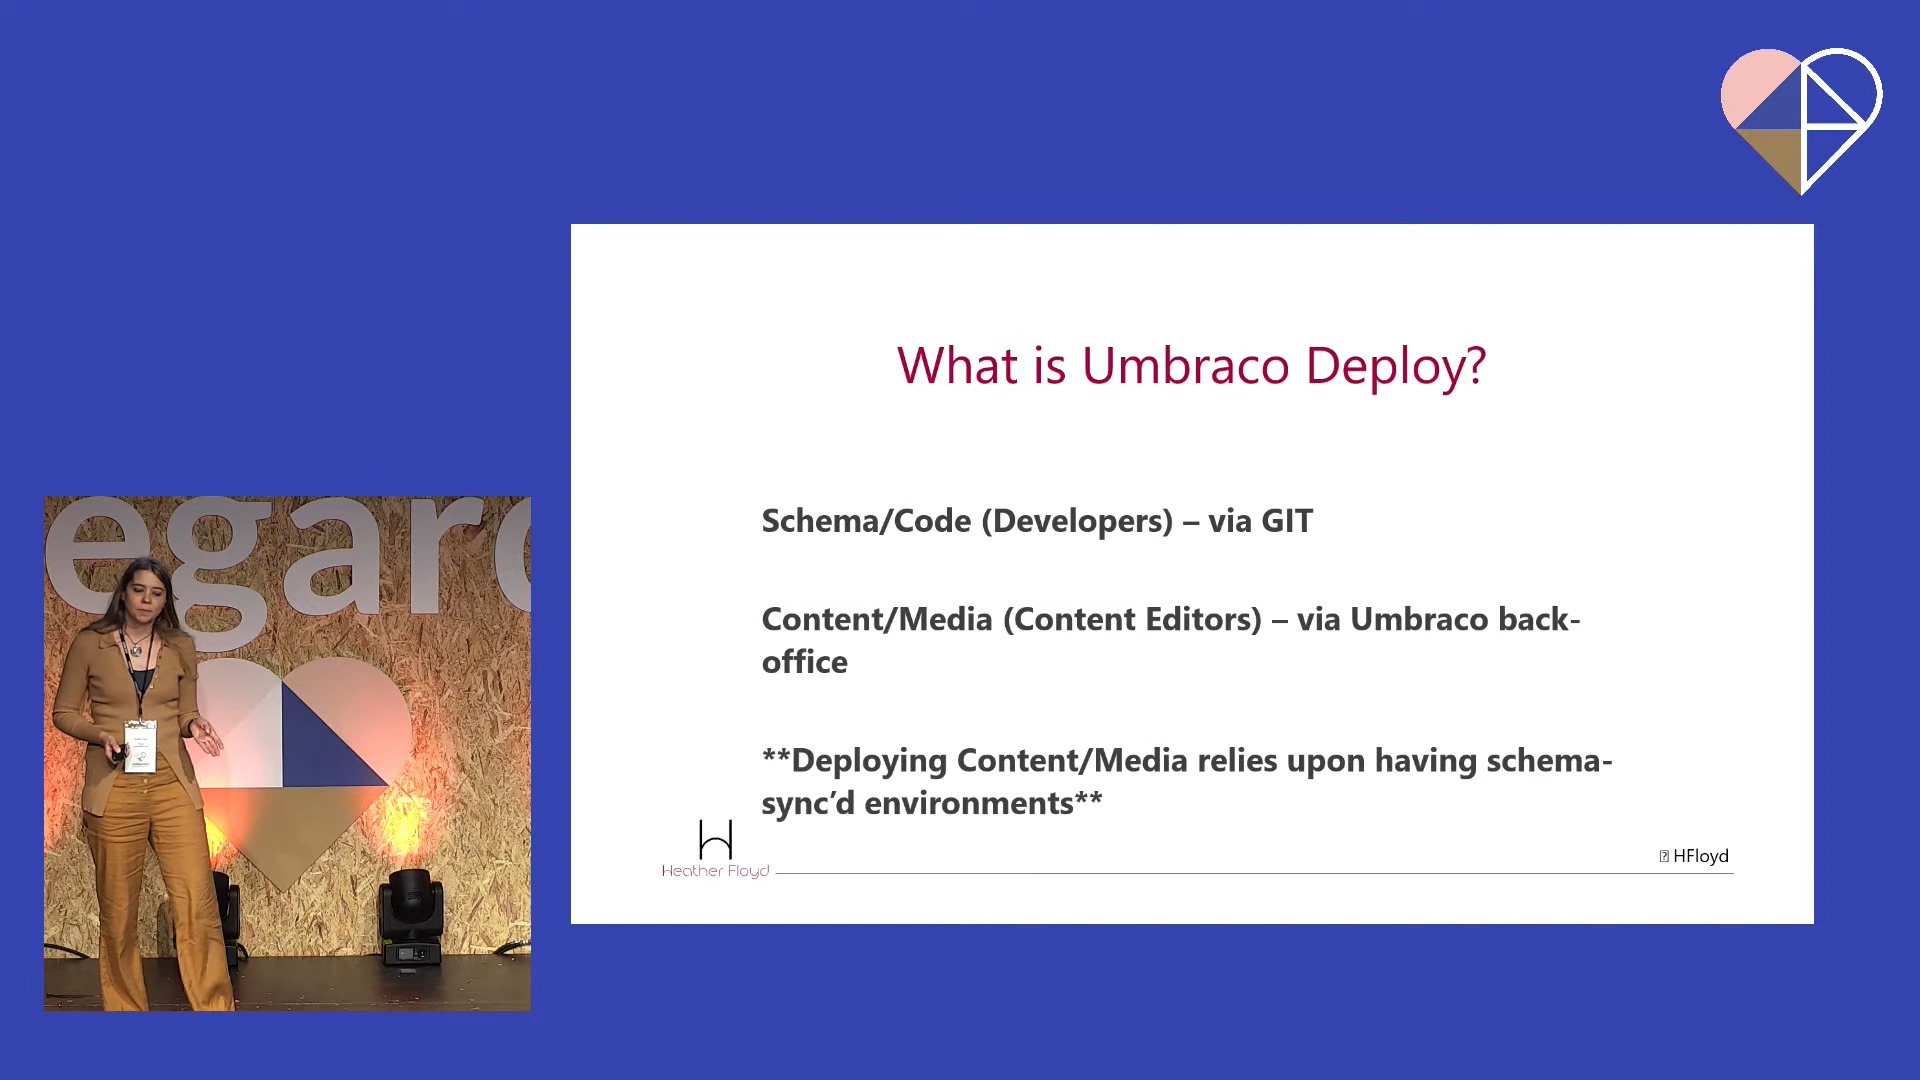 What is Umbraco Deploy?
Schema/Code (Developers) – via GIT
Content/Media (Content Editors) – via Umbraco back-
office
**Deploying Content/Media relies upon having schema-
sync’d environments**
H
Heather Floyd
HFloyd
egard